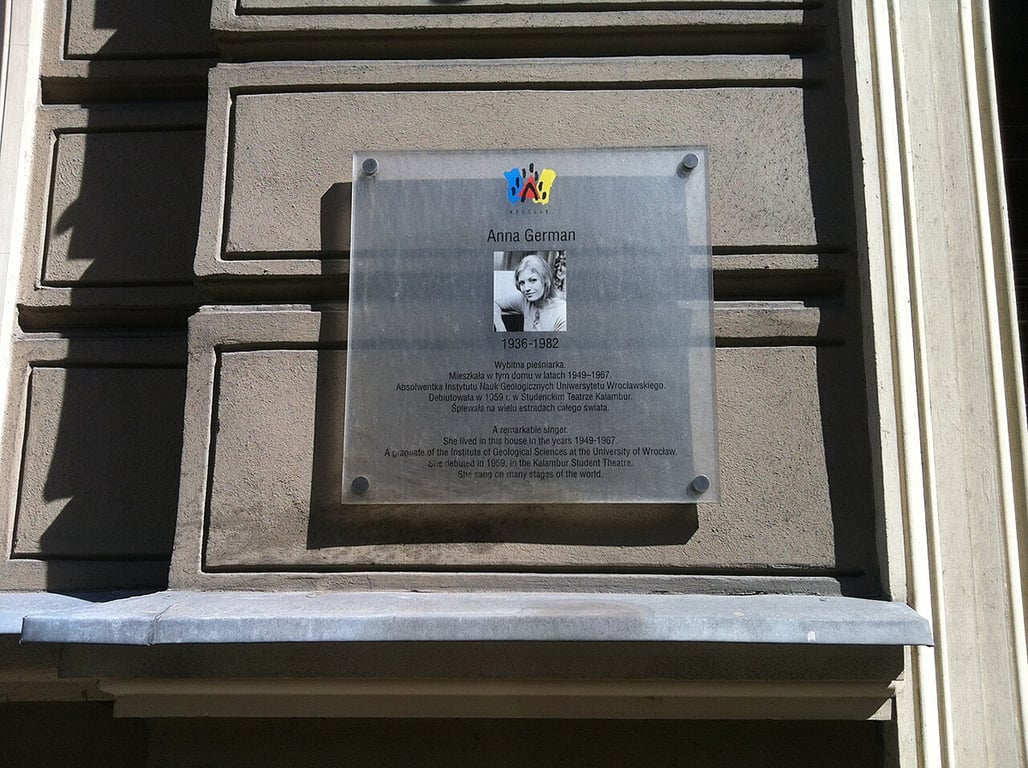 WROCŁAW
Anna German
1936-1982
Wybitna pieśniarka.
Mieszkała w tym domu w latach 1949–1967.
Absolwentka Instytutu Nauk Geologicznych Uniwersytetu Wrocławskiego.
Debiutowała w 1959 r. w Studenckim Teatrze Kalambur.
Śpiewała na wielu estradach całego świata.
A remarkable singer.
She lived in this house in the years 1949-1967.
A graduate of the Institute of Geological Sciences at the University of Wrocław.
She debuted in 1959, in the Kalambur Student Theatre.
She sang on many stages of the world.